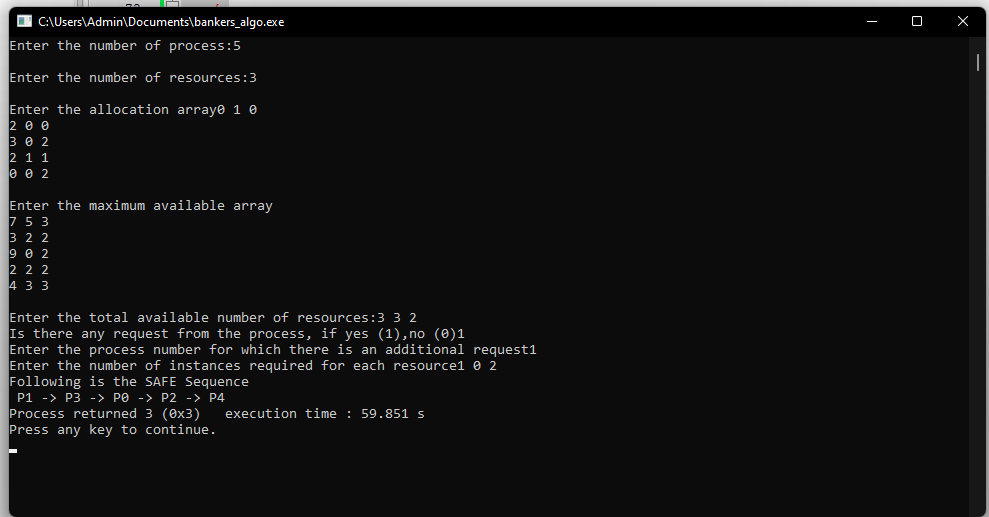 C:\Users\Admin\Documents\bankers_algo.exe
Enter the number of process:5
Enter the number of resources:3
Enter the allocation array0 1 0
2 0 0
3 0 2
2 1 1
0 0 2
Enter the maximum available array
7 5 3
3 2 2
9 0 2
2 2 2
4 3 3
Enter the total available number of resources:3 3 2
Is there any request from the process, if yes (1),no (0)1
Enter the process number for which there is an additional request1
Enter the number of instances required for each resource1 0 2
Following is the SAFE Sequence
P1 -> P3 -> P0 -> P2 -> P4
Process returned 3 (0x3)   execution time : 59.851 s
Press any key to continue.